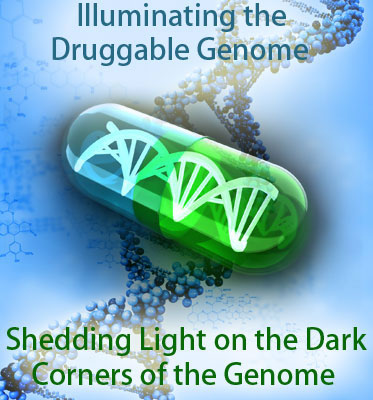 Illuminating the
Druggable Genome
Shedding Light on the Dark
Corners of the Genome